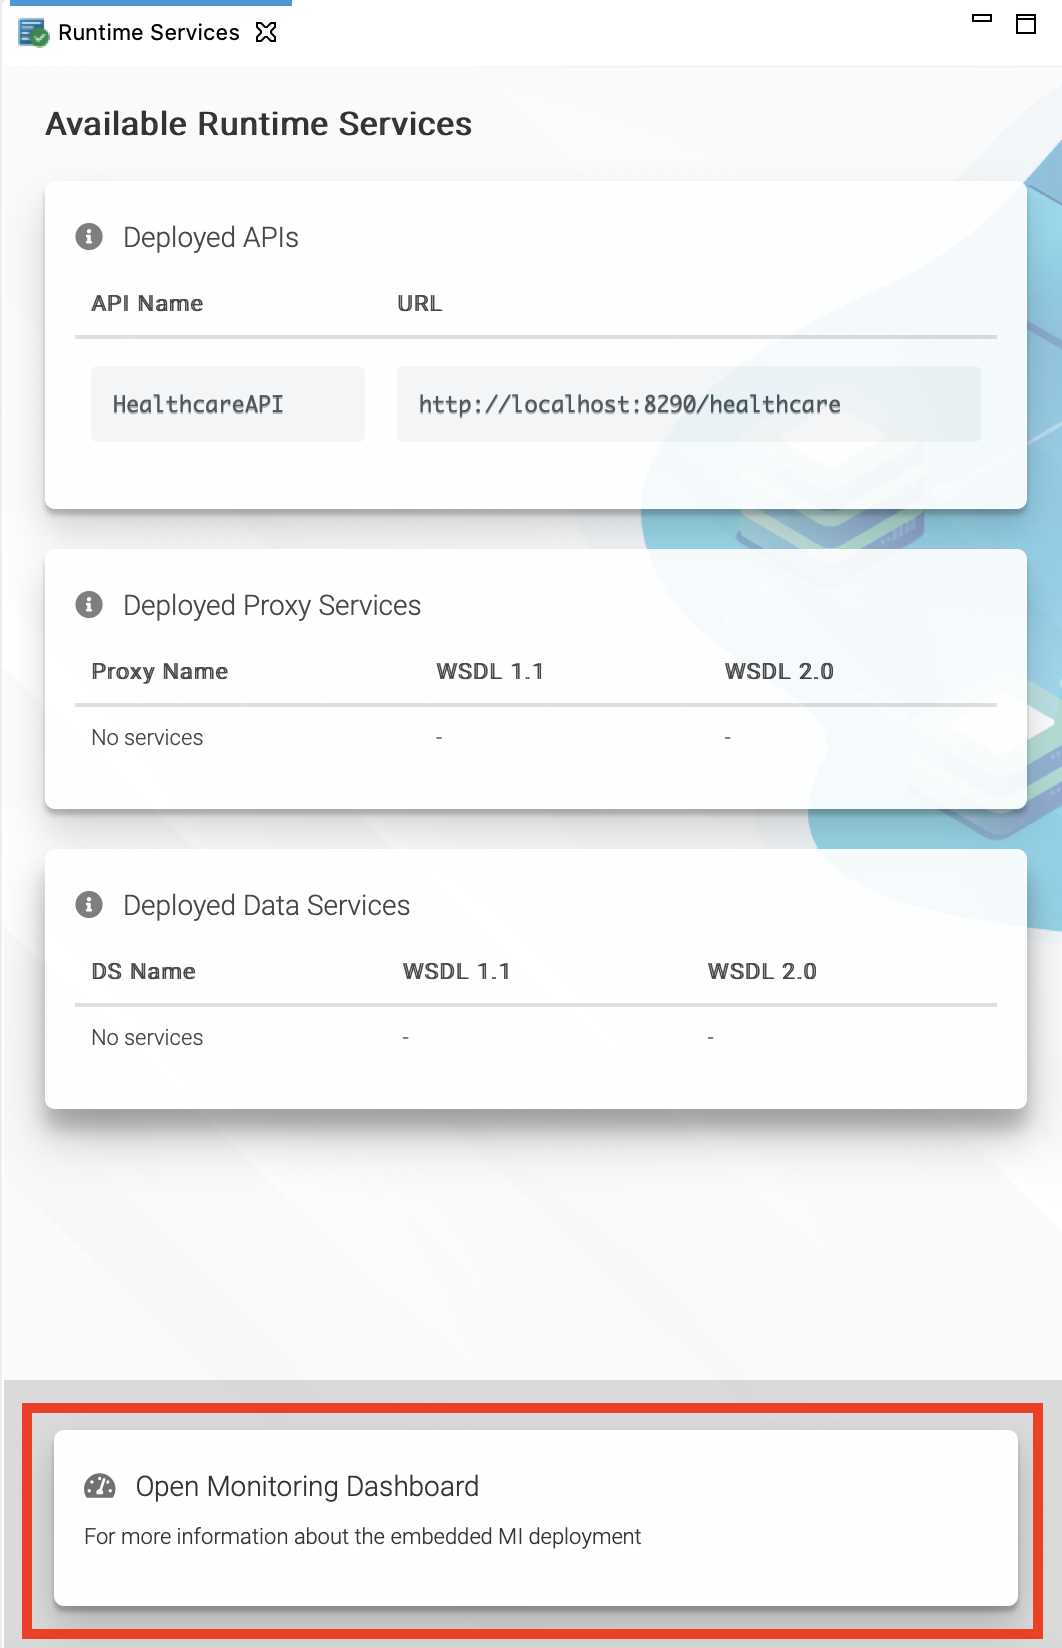 Runtime Services
Available Runtime Services
Deployed APIs
API Name URL
HealthcareAPI http://localhost:8290/healthcare
Deployed Proxy Services
Proxy Name WSDL 1.1 WSDL 2.0
No services - -
Deployed Data Services
DS Name WSDL 1.1 WSDL 2.0
No services - -
Open Monitoring Dashboard
For more information about the embedded MI deployment